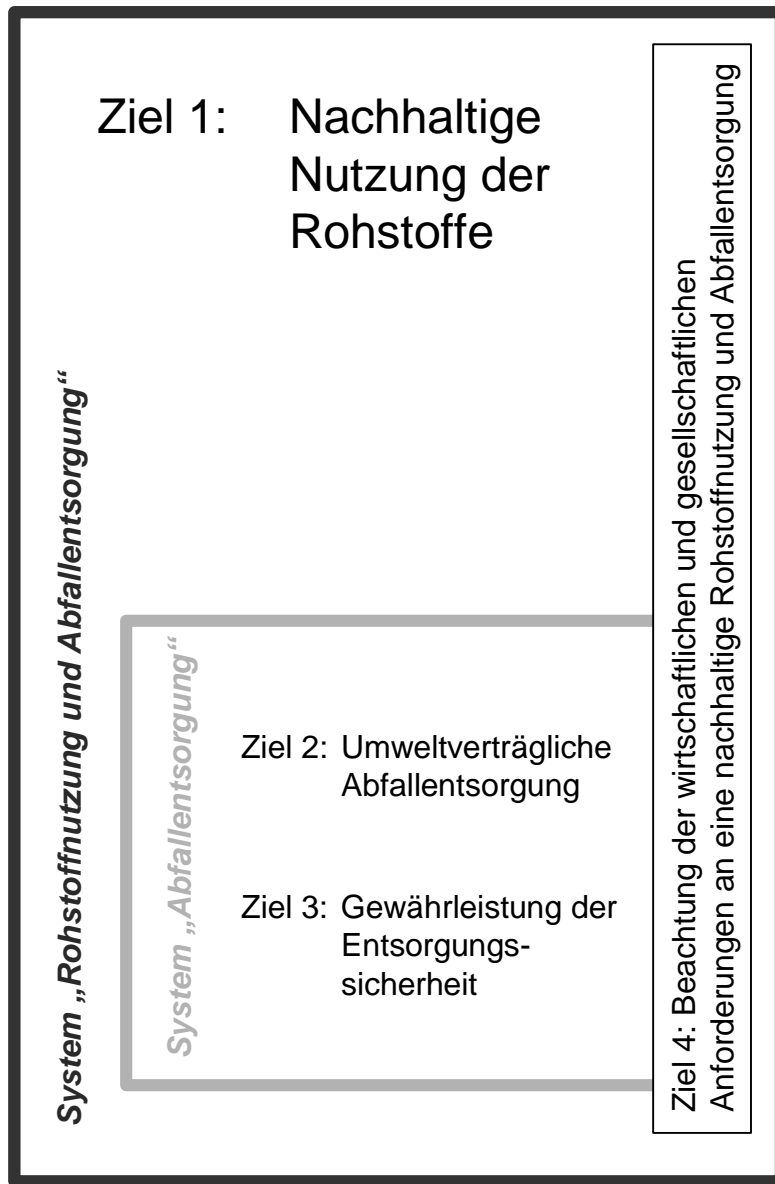 Ziel 1: Nachhaltige
Nutzung der
Rohstoffe
System „Rohstoffnutzung und Abfallentsorgung“
System „Abfallentsorgung“
Ziel 2: Umweltverträgliche
Abfallentsorgung
Ziel 3: Gewährleistung der
Entsorgungs-
sicherheit
Ziel 4: Beachtung der wirtschaftlichen und gesellschaftlichen
Anforderungen an eine nachhaltige Rohstoffnutzung und Abfallentsorgung